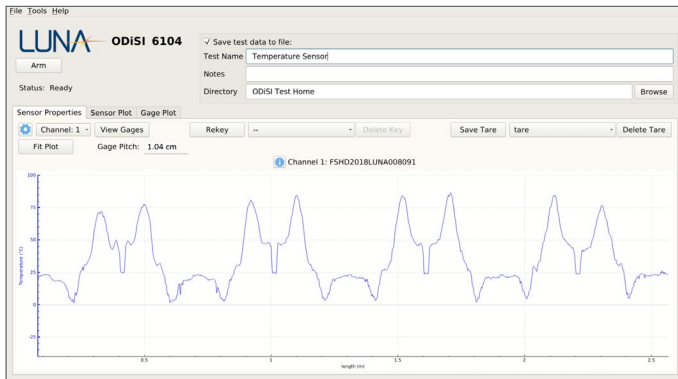 File Tools Help
LUNA ODiSI 6104
Save test data to file:
Test Name Temperature Sensor
Arm
Notes
Status: Ready
Directory ODiSI Test Home Browse
Sensor Properties Sensor Plot Gage Plot
Channel: 1 View Gages Rekey -- Delete Key Save Tare tare Delete Tare
Fit Plot Gage Pitch: 1.04 cm
Channel 1: FSHD2018LUNA008091
100
75
50
25
0
-25
Temperature (°C)
0.5 1 1.5 2 2.5
length (m)